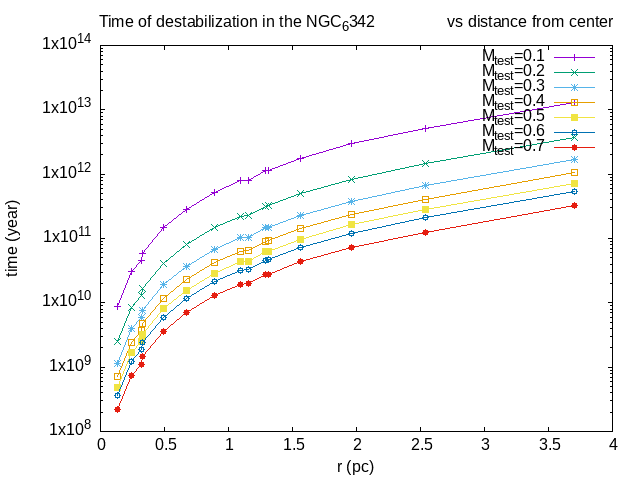 Time of destabilization in the NGC6342 vs distance from center
1x10^14
1x10^13
1x10^12
1x10^11
1x10^10
1x10^9
1x10^8
time (year)
0 0.5 1 1.5 2 2.5 3 3.5 4
r (pc)
Mtest=0.1
Mtest=0.2
Mtest=0.3
Mtest=0.4
Mtest=0.5
Mtest=0.6
Mtest=0.7